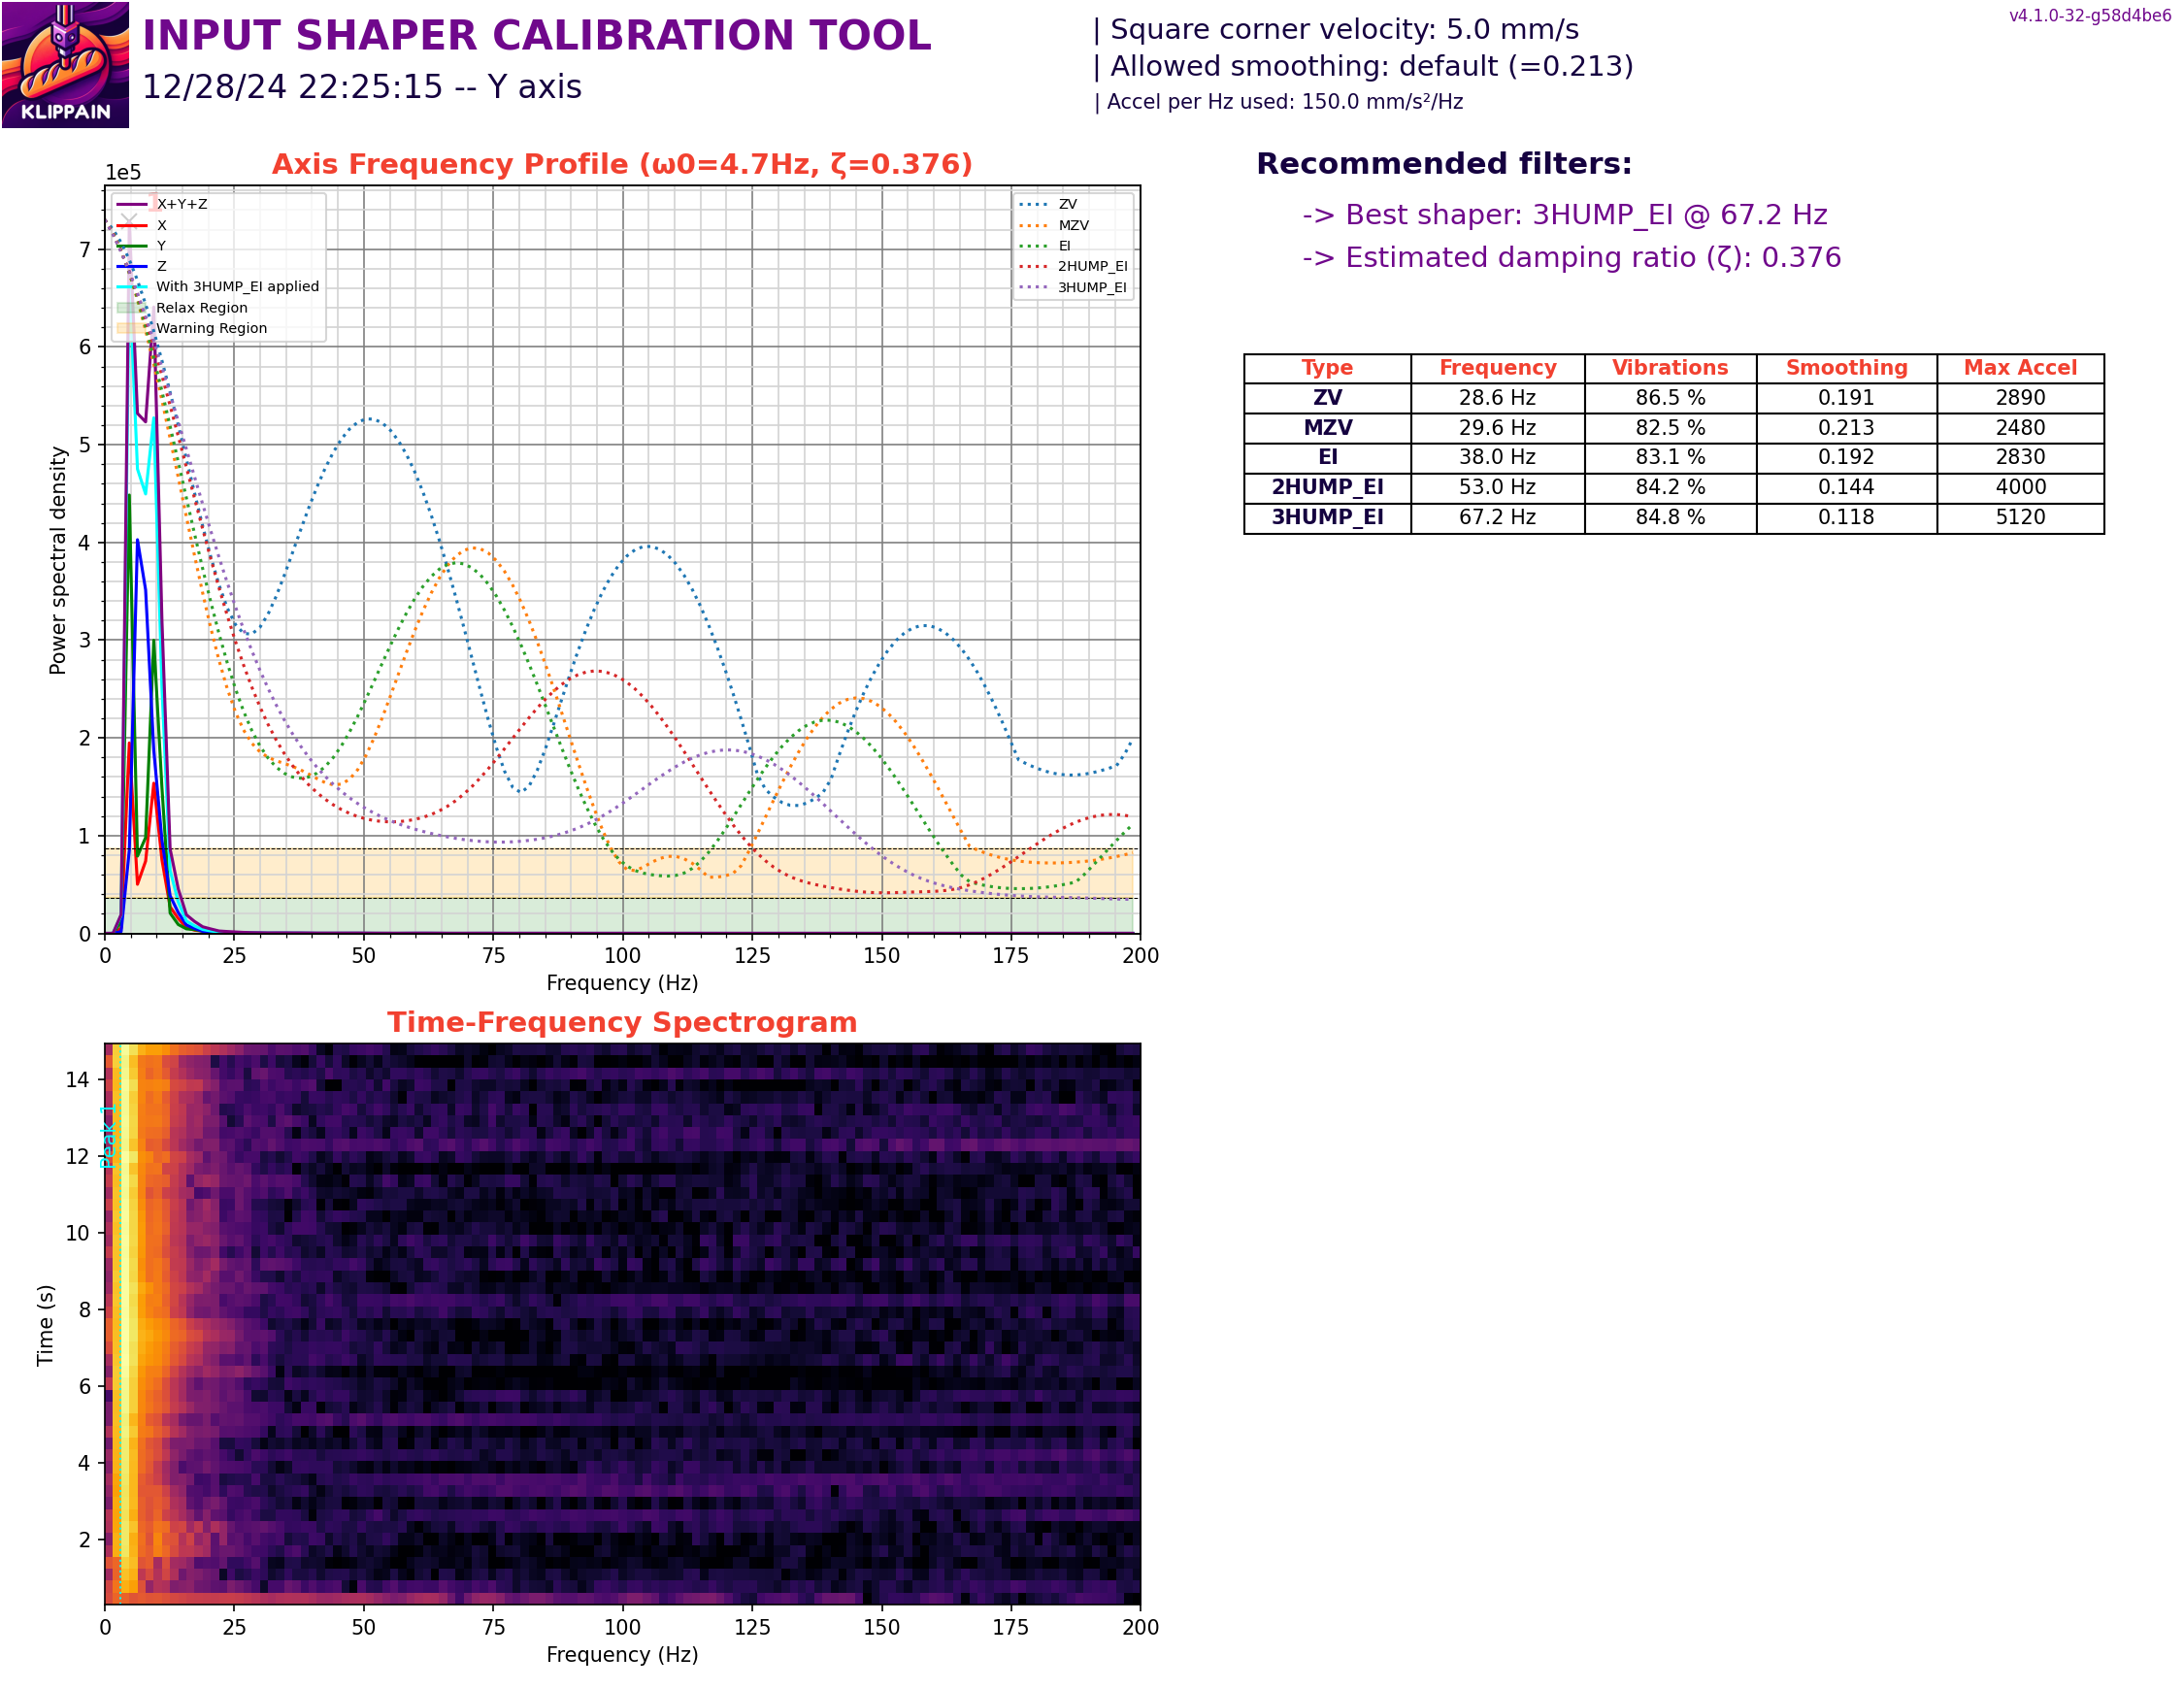 KLIPPAIN
INPUT SHAPER CALIBRATION TOOL
12/28/24 22:25:15 -- Y axis
| Square corner velocity: 5.0 mm/s
| Allowed smoothing: default (=0.213)
| Accel per Hz used: 150.0 mm/s²/Hz
v4.1.0-32-g58d4be6
Axis Frequency Profile (ω0=4.7Hz, ζ=0.376)
1e5
1
X+Y+Z
X
Y
Z
With 3HUMP_EI applied
Relax Region
Warning Region
ZV
MZV
EI
2HUMP_EI
3HUMP_EI
Power spectral density
7
6
5
4
3
2
1
0
0 25 50 75 100 125 150 175 200
Frequency (Hz)
Recommended filters:
-> Best shaper: 3HUMP_EI @ 67.2 Hz
-> Estimated damping ratio (ζ): 0.376
Type Frequency Vibrations Smoothing Max Accel
ZV 28.6 Hz 86.5 % 0.191 2890
MZV 29.6 Hz 82.5 % 0.213 2480
EI 38.0 Hz 83.1 % 0.192 2830
2HUMP_EI 53.0 Hz 84.2 % 0.144 4000
3HUMP_EI 67.2 Hz 84.8 % 0.118 5120
Time-Frequency Spectrogram
Time (s)
14
12
10
8
6
4
2
Peak 1
0 25 50 75 100 125 150 175 200
Frequency (Hz)